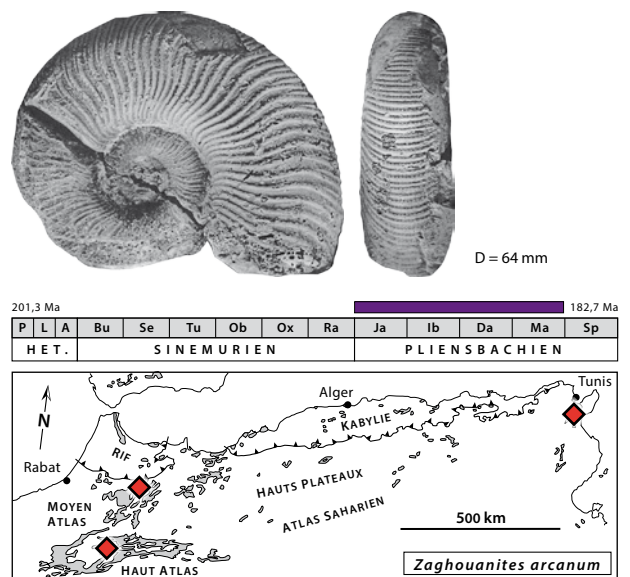 D = 64 mm
201,3 Ma
182,7 Ma
P L A Bu Se Tu Ob Ox Ra Ja Ib Da Ma Sp
HET. SINEMURIEN PLIENSBACHIEN
Tunis
Alger
N
KABYLIE
RIF
Rabat
HAUTS PLATEAUX
MOYEN
ATLAS
ATLAS SAHARIEN
500 km
HAUT ATLAS
Zaghouanites arcanum